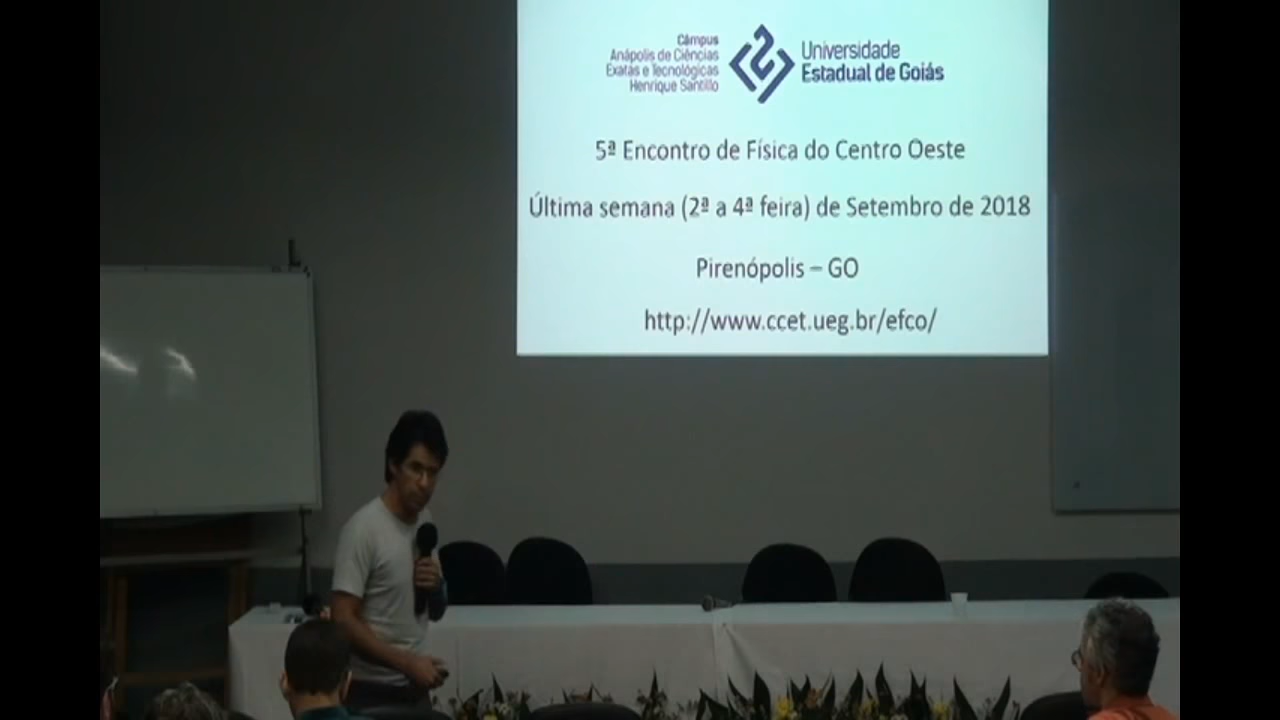 Câmpus
Anápolis de Ciências
Exatas e Tecnológicas
Henrique Santillo
Universidade
Estadual de Goiás
5ª Encontro de Física do Centro Oeste
Última semana (2ª a 4ª feira) de Setembro de 2018
Pirenópolis – GO
http://www.ccet.ueg.br/efco/